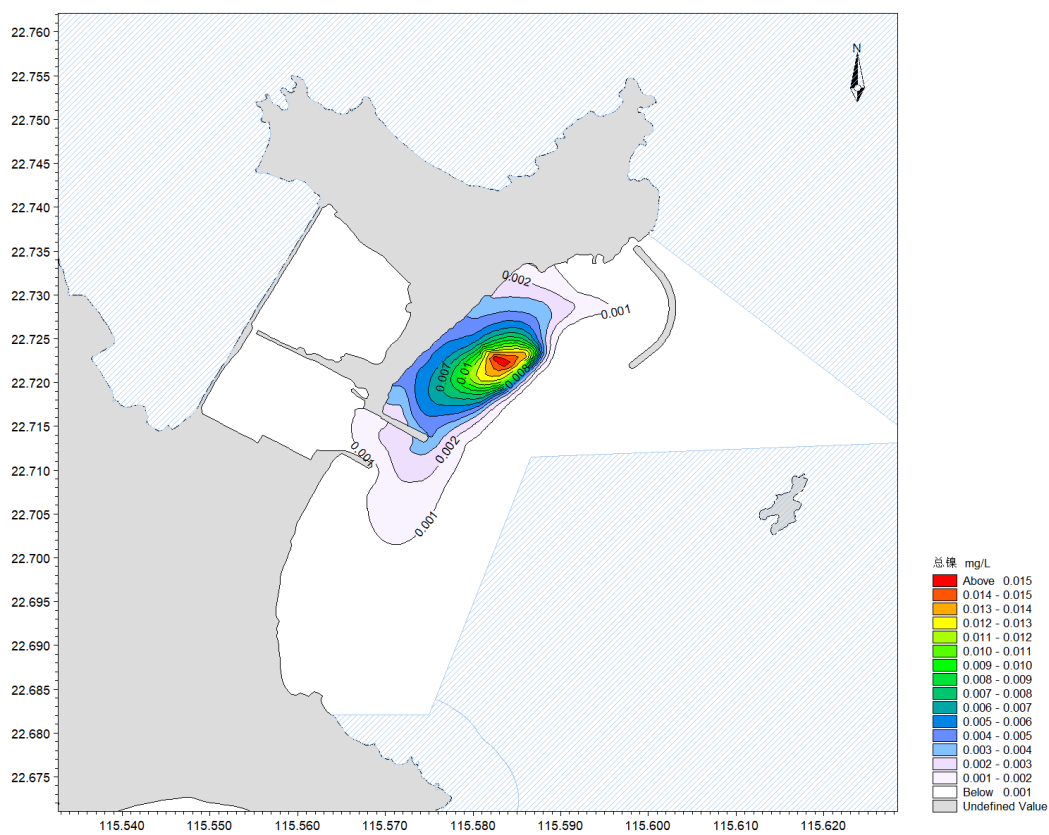 22.760
22.755
22.750
22.745
22.740
22.735
22.730
22.725
22.720
22.715
22.710
22.705
22.700
22.695
22.690
22.685
22.680
22.675
115.540 115.550 115.560 115.570 115.580 115.590 115.600 115.610 115.620
N
0.002
0.001
0.007
0.01
0.008
0.002
0.001
0.001
总镍 mg/L
Above 0.015
0.014 - 0.015
0.013 - 0.014
0.012 - 0.013
0.011 - 0.012
0.010 - 0.011
0.009 - 0.010
0.008 - 0.009
0.007 - 0.008
0.006 - 0.007
0.005 - 0.006
0.004 - 0.005
0.003 - 0.004
0.002 - 0.003
0.001 - 0.002
Below 0.001
Undefined Value